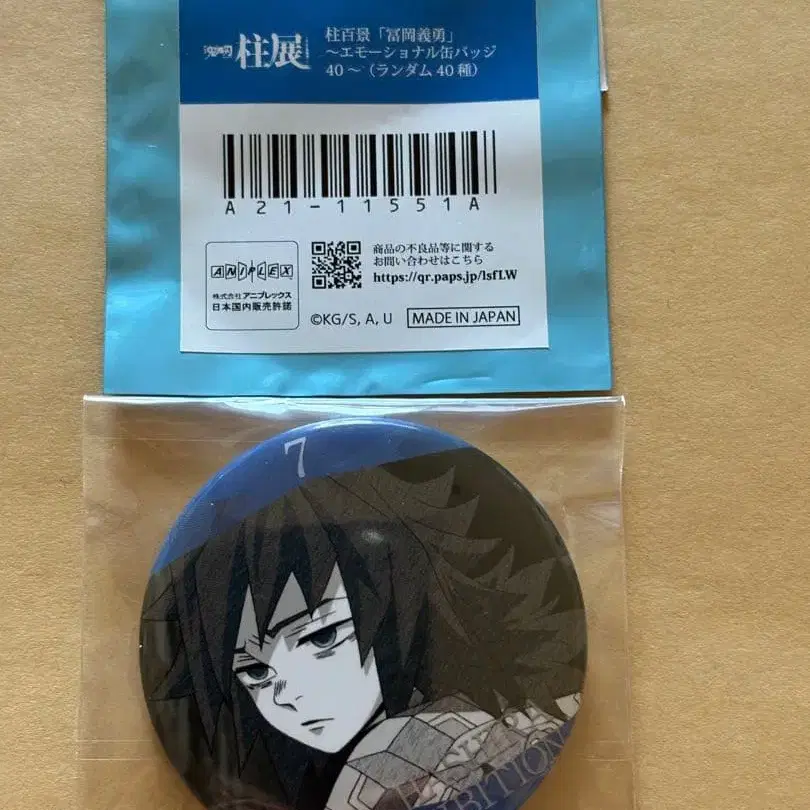 柱展
柱百景「冨岡義勇」
～エモーショナル缶バッジ
40～（ランダム40種）
A21-11551A
ANIPLEX
株式会社アニプレックス
日本国内販売許諾
商品の不良品等に関する
お問い合わせはこちら
https://qr.paps.jp/lsfLW
©KG/S, A, U
MADE IN JAPAN
7